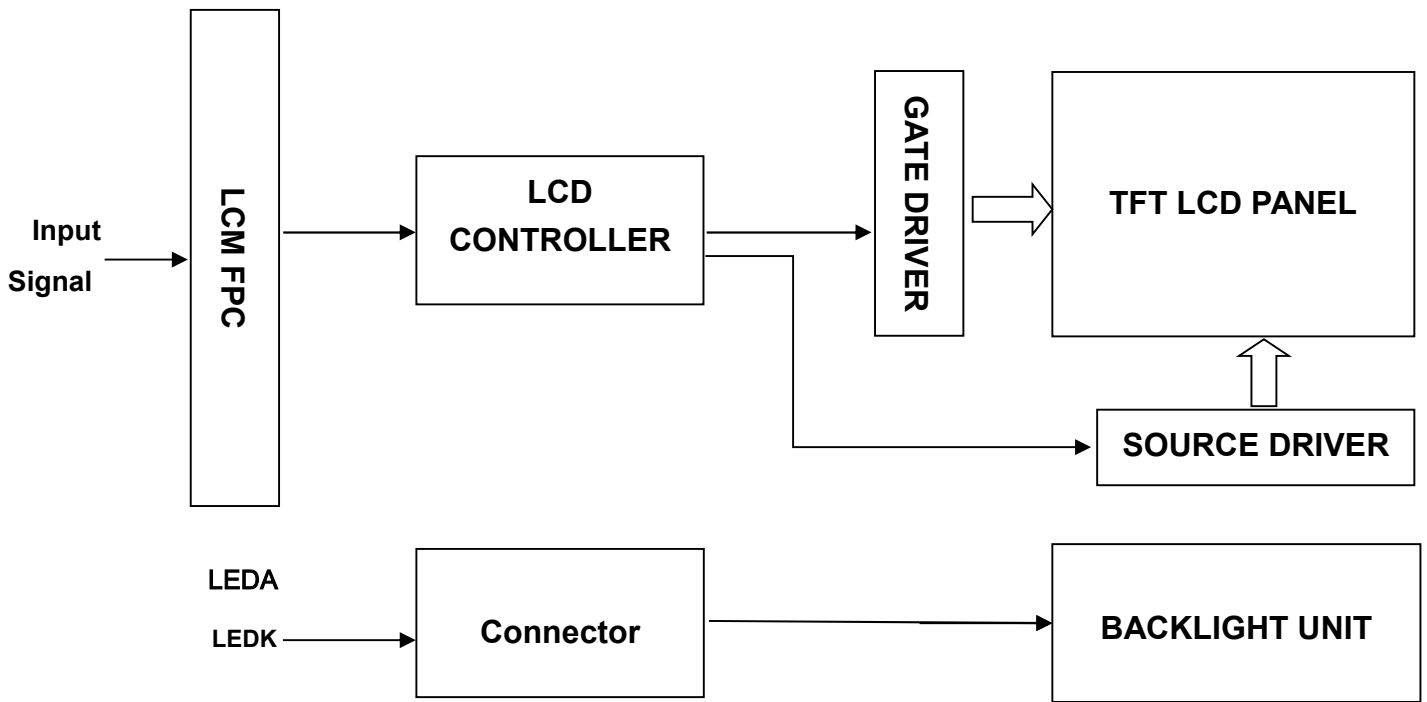 Input
Signal
LCM FPC
LCD
CONTROLLER
GATE DRIVER
TFT LCD PANEL
SOURCE DRIVER
LEDA
LEDK
Connector
BACKLIGHT UNIT